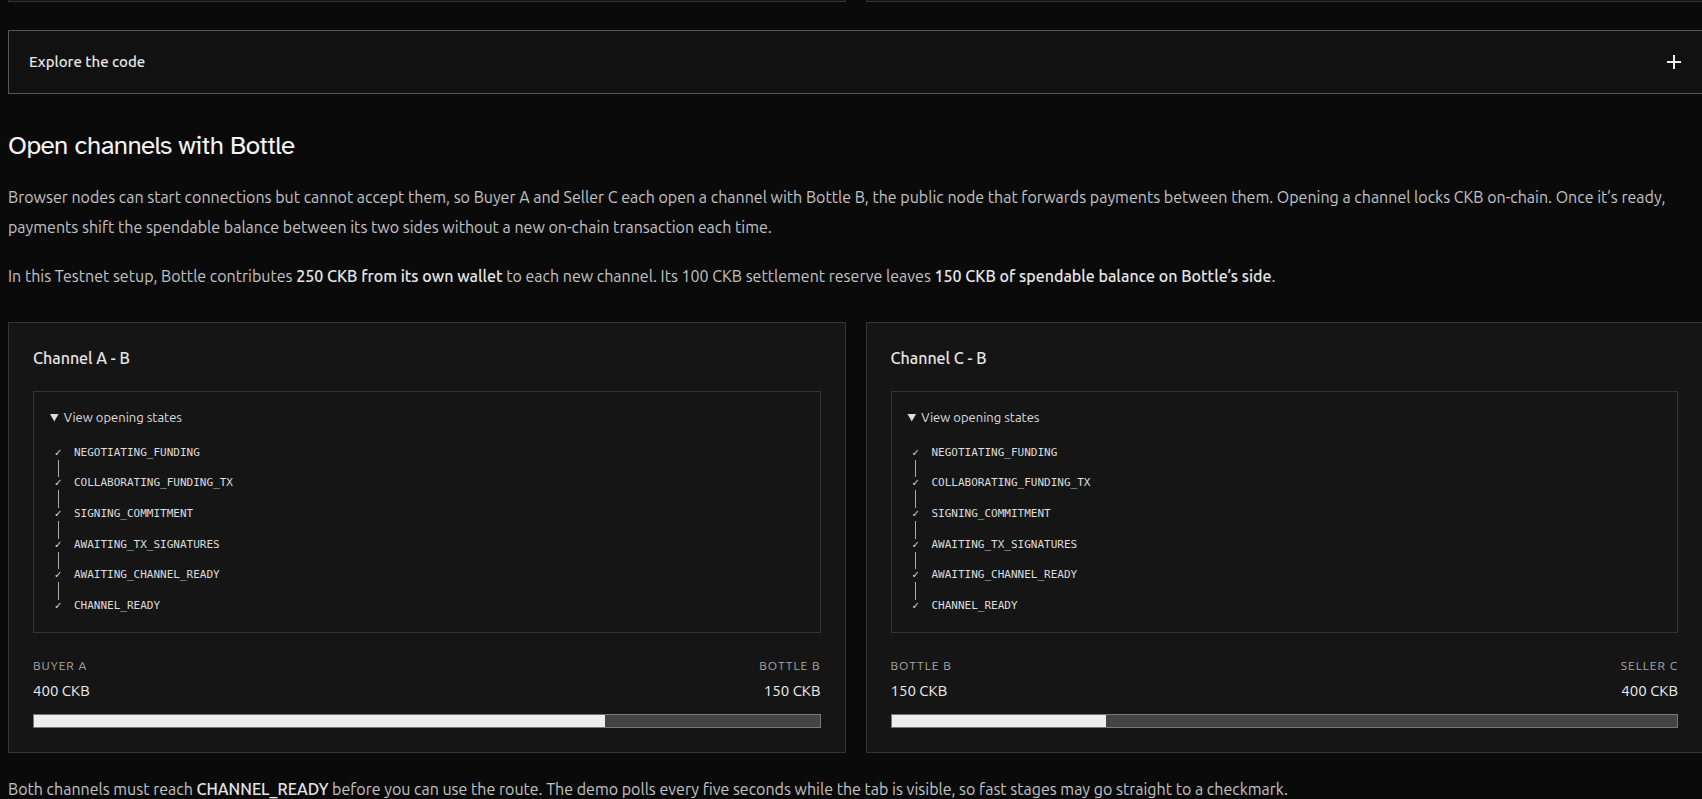 Explore the code
Open channels with Bottle
Browser nodes can start connections but cannot accept them, so Buyer A and Seller C each open a channel with Bottle B, the public node that forwards payments between them. Opening a channel locks CKB on-chain. Once it’s ready,
payments shift the spendable balance between its two sides without a new on-chain transaction each time.
In this Testnet setup, Bottle contributes 250 CKB from its own wallet to each new channel. Its 100 CKB settlement reserve leaves 150 CKB of spendable balance on Bottle’s side.
Channel A - B
▼ View opening states
✓ NEGOTIATING_FUNDING
✓ COLLABORATING_FUNDING_TX
✓ SIGNING_COMMITMENT
✓ AWAITING_TX_SIGNATURES
✓ AWAITING_CHANNEL_READY
✓ CHANNEL_READY
BUYER A BOTTLE B
400 CKB 150 CKB
Channel C - B
▼ View opening states
✓ NEGOTIATING_FUNDING
✓ COLLABORATING_FUNDING_TX
✓ SIGNING_COMMITMENT
✓ AWAITING_TX_SIGNATURES
✓ AWAITING_CHANNEL_READY
✓ CHANNEL_READY
BOTTLE B SELLER C
150 CKB 400 CKB
Both channels must reach CHANNEL_READY before you can use the route. The demo polls every five seconds while the tab is visible, so fast stages may go straight to a checkmark.